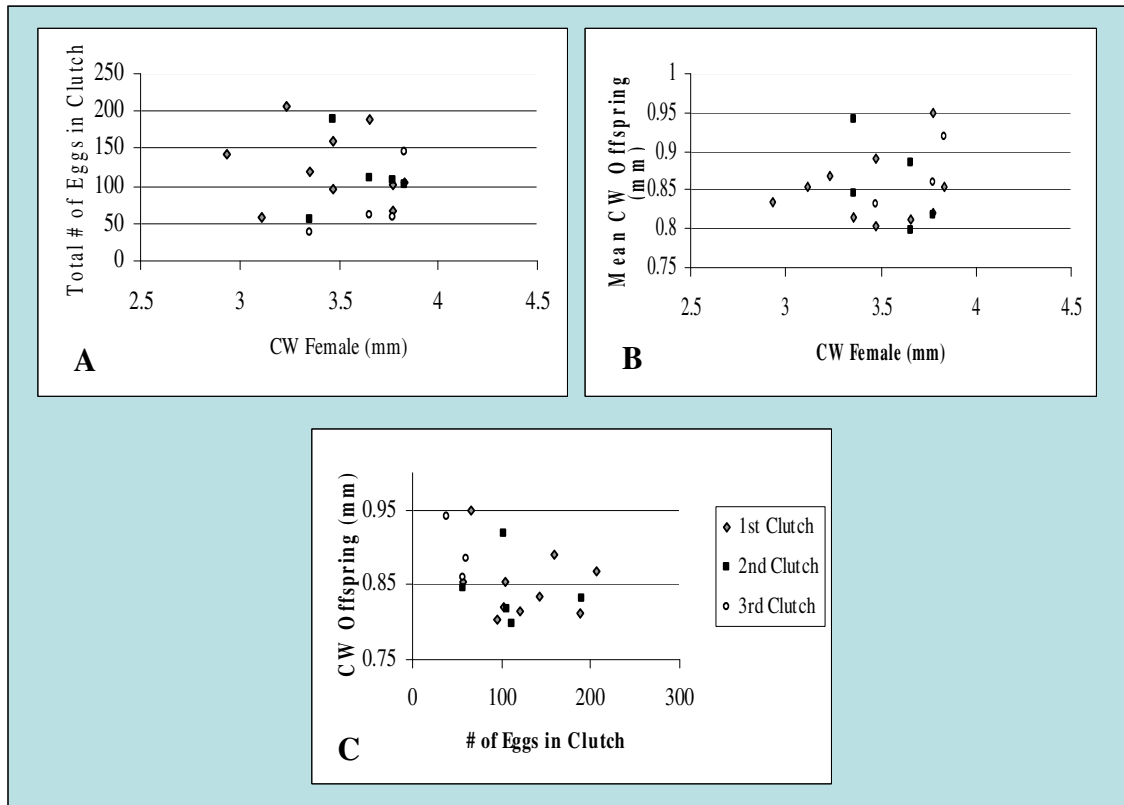 Total # of Eggs in Clutch
250
200
150
100
50
0
2.5 3 3.5 4 4.5
CW Female (mm)
A
Mean CW Offspring
(mm)
1
0.95
0.9
0.85
0.8
0.75
2.5 3 3.5 4 4.5
CW Female (mm)
B
CW Offspring (mm)
0.95
0.85
0.75
0 100 200 300
# of Eggs in Clutch
C
1st Clutch
2nd Clutch
3rd Clutch